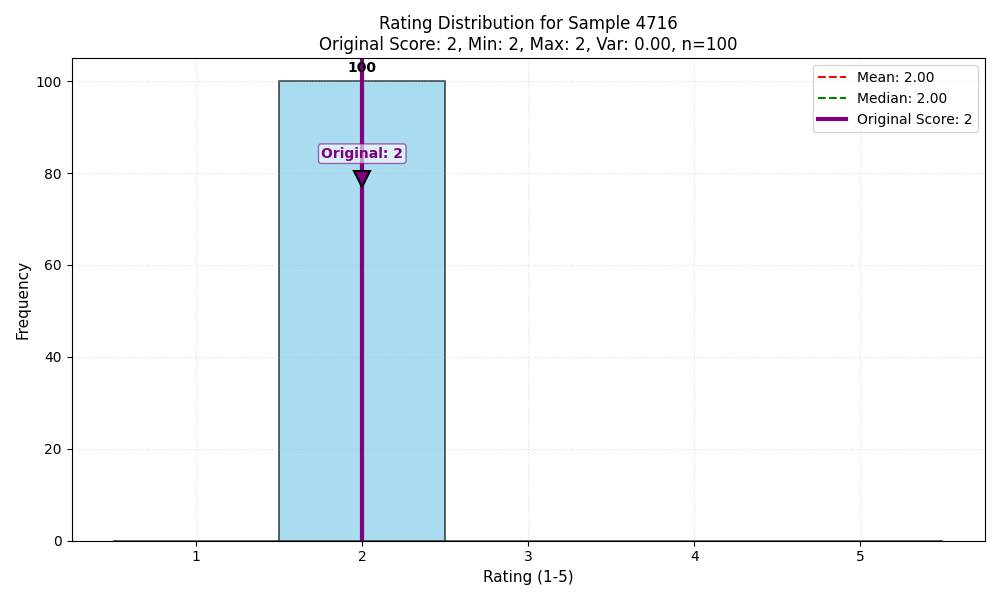 Rating Distribution for Sample 4716
Original Score: 2, Min: 2, Max: 2, Var: 0.00, n=100
100
Original: 2
Mean: 2.00
Median: 2.00
Original Score: 2
Frequency
100
80
60
40
20
0
1 2 3 4 5
Rating (1-5)